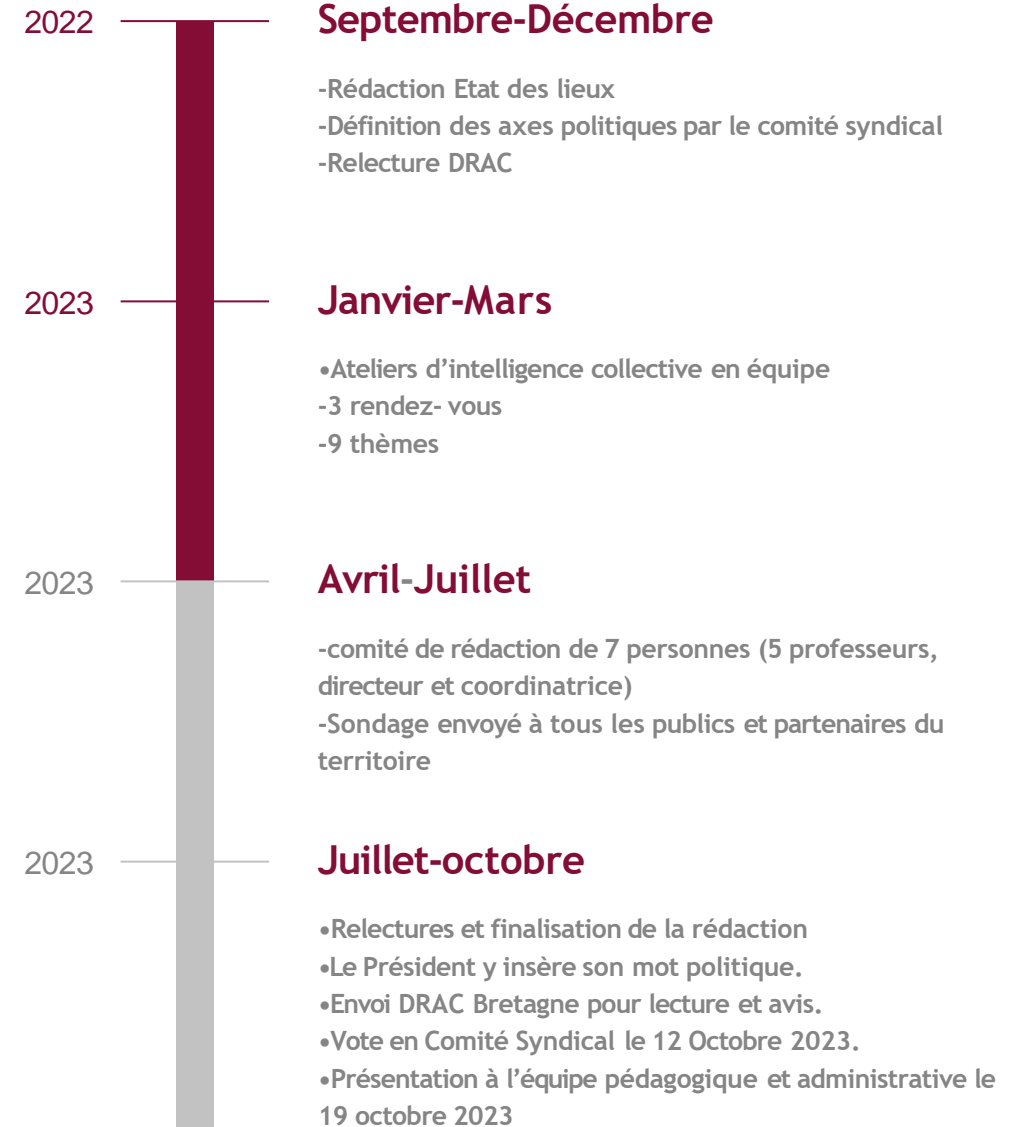 2022
Septembre-Décembre
-Rédaction Etat des lieux
-Définition des axes politiques par le comité syndical
-Relecture DRAC
2023
Janvier-Mars
•Ateliers d’intelligence collective en équipe
-3 rendez- vous
-9 thèmes
2023
Avril-Juillet
-comité de rédaction de 7 personnes (5 professeurs,
directeur et coordinatrice)
-Sondage envoyé à tous les publics et partenaires du
territoire
2023
Juillet-octobre
•Relectures et finalisation de la rédaction
•Le Président y insère son mot politique.
•Envoi DRAC Bretagne pour lecture et avis.
•Vote en Comité Syndical le 12 Octobre 2023.
•Présentation à l’équipe pédagogique et administrative le
19 octobre 2023